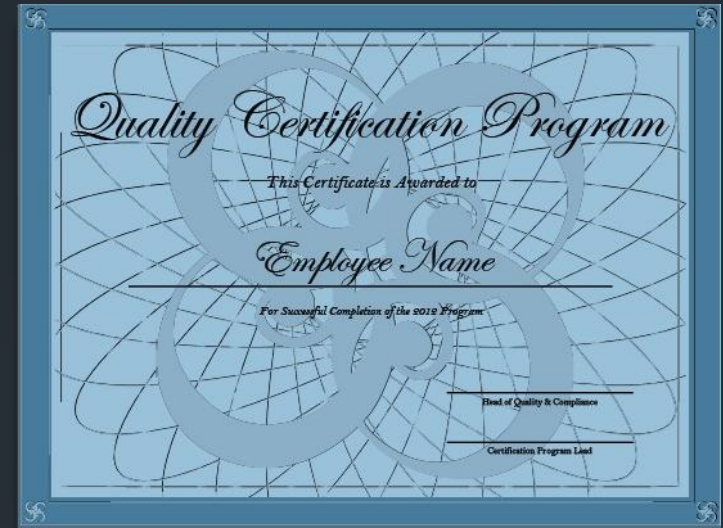 Quality Certification Program
This Certificate is Awarded to
Employee Name
For Successful Completion of the 2012 Program
Head of Quality & Compliance
Certification Program Lead